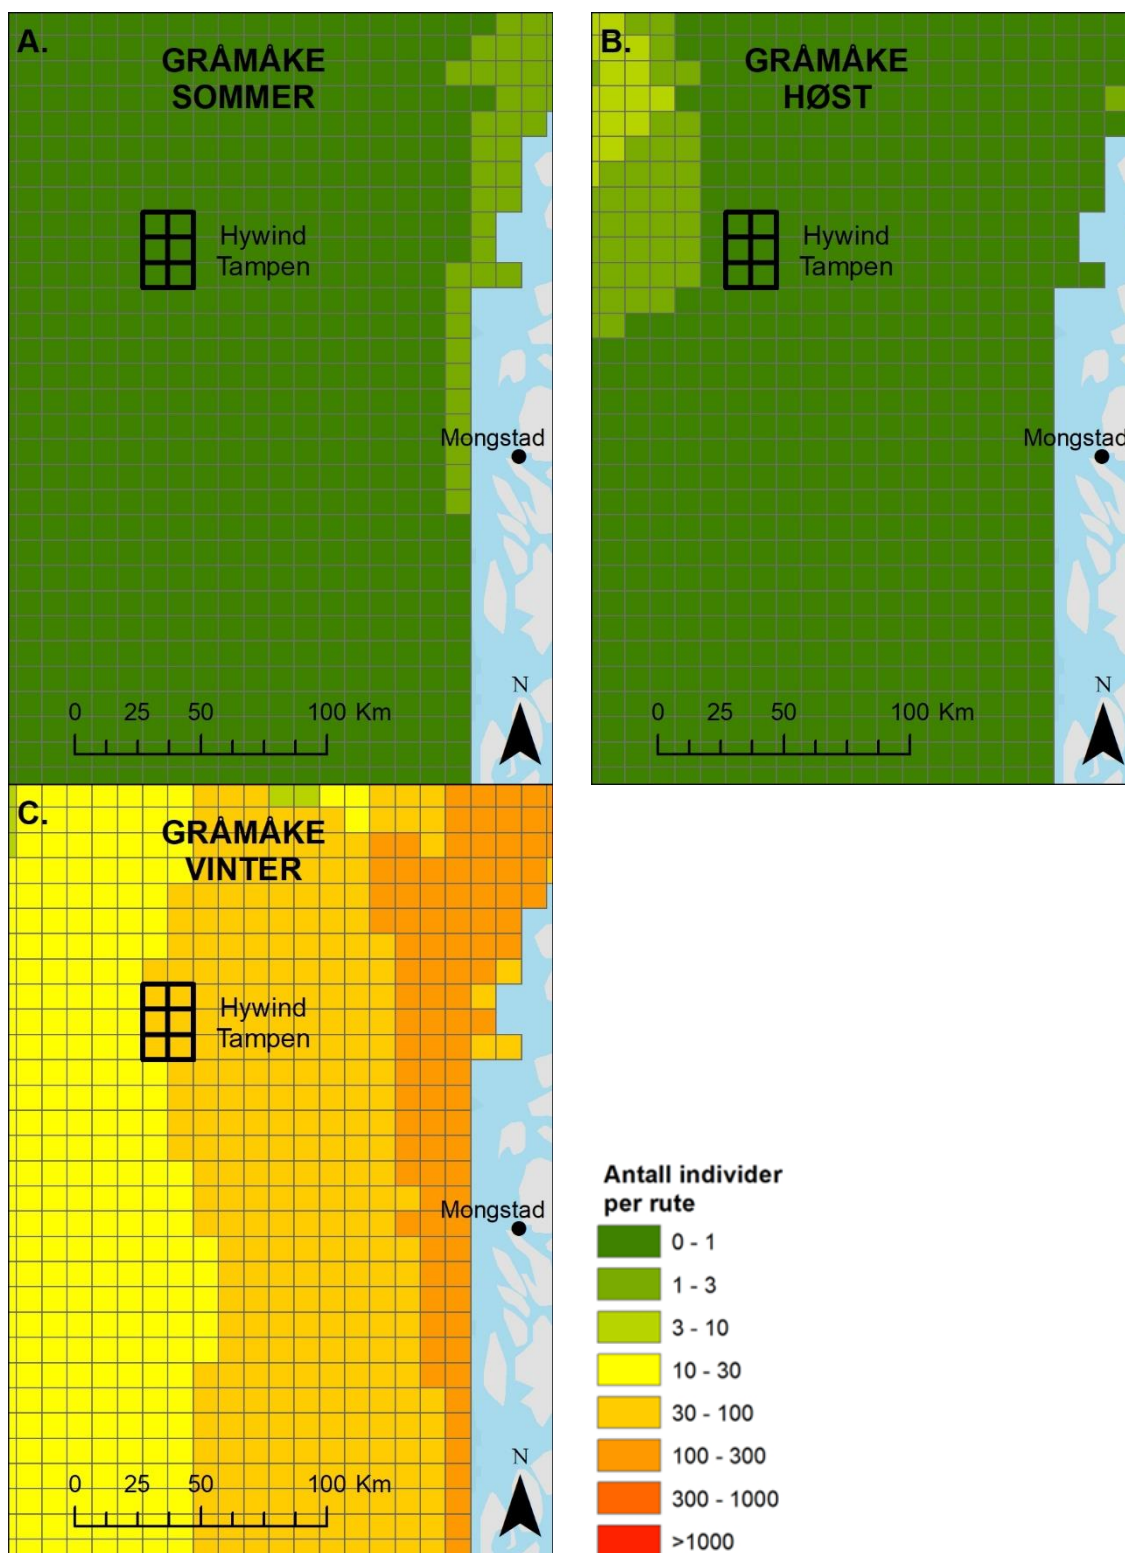 A.
GRÅMÅKE
SOMMER
Hywind
Tampen
Mongstad
N
0 25 50 100 Km
B.
GRÅMÅKE
HØST
Hywind
Tampen
Mongstad
N
0 25 50 100 Km
C.
GRÅMÅKE
VINTER
Hywind
Tampen
Mongstad
N
0 25 50 100 Km
Antall individer
per rute
0 - 1
1 - 3
3 - 10
10 - 30
30 - 100
100 - 300
300 - 1000
>1000